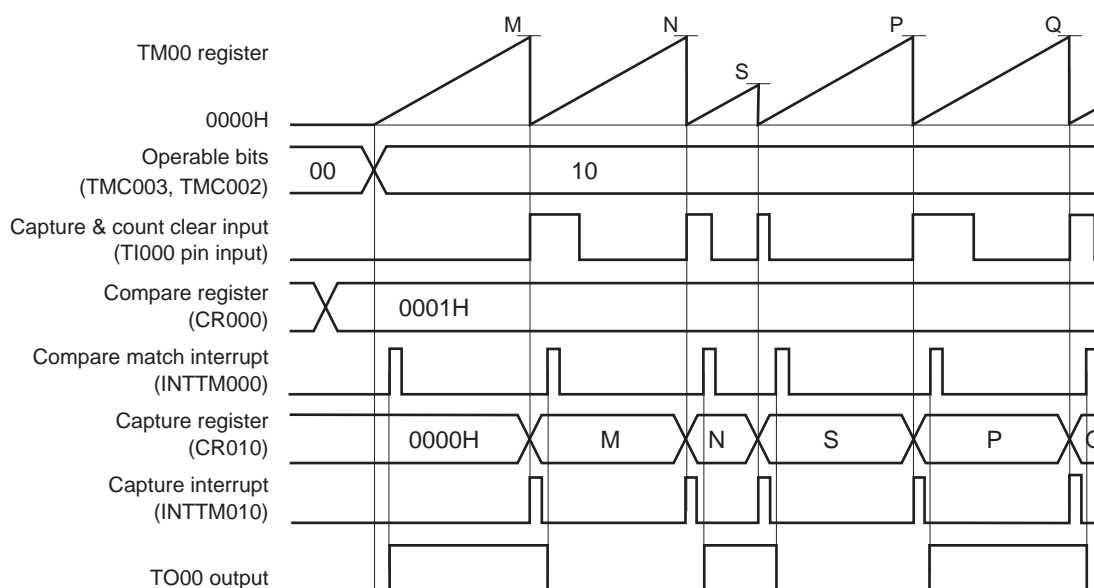 M N S P Q
TM00 register
0000H
Operable bits
(TMC003, TMC002)
00 10
Capture & count clear input
(TI000 pin input)
Compare register
(CR000)
0001H
Compare match interrupt
(INTTM000)
Capture register
(CR010)
0000H M N S P
Capture interrupt
(INTTM010)
TO00 output